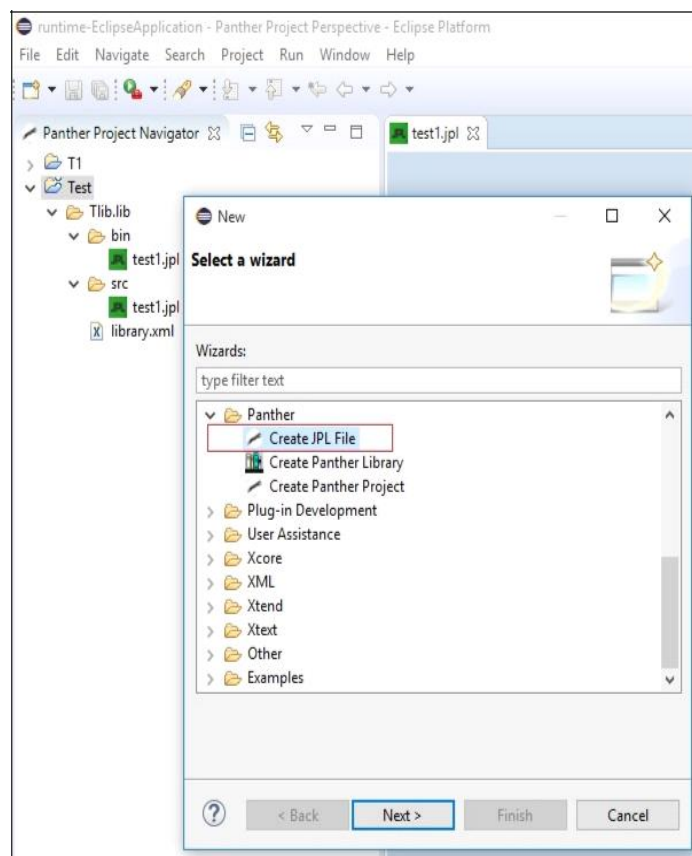 runtime-EclipseApplication - Panther Project Perspective - Eclipse Platform
File Edit Navigate Search Project Run Window Help
Panther Project Navigator
test1.jpl
T1
Test
Tlib.lib
bin
test1.jpl
src
test1.jpl
library.xml
New
Select a wizard
Wizards:
type filter text
Panther
Create JPL File
Create Panther Library
Create Panther Project
Plug-in Development
User Assistance
Xcore
XML
Xtend
Xtext
Other
Examples
? < Back Next > Finish Cancel